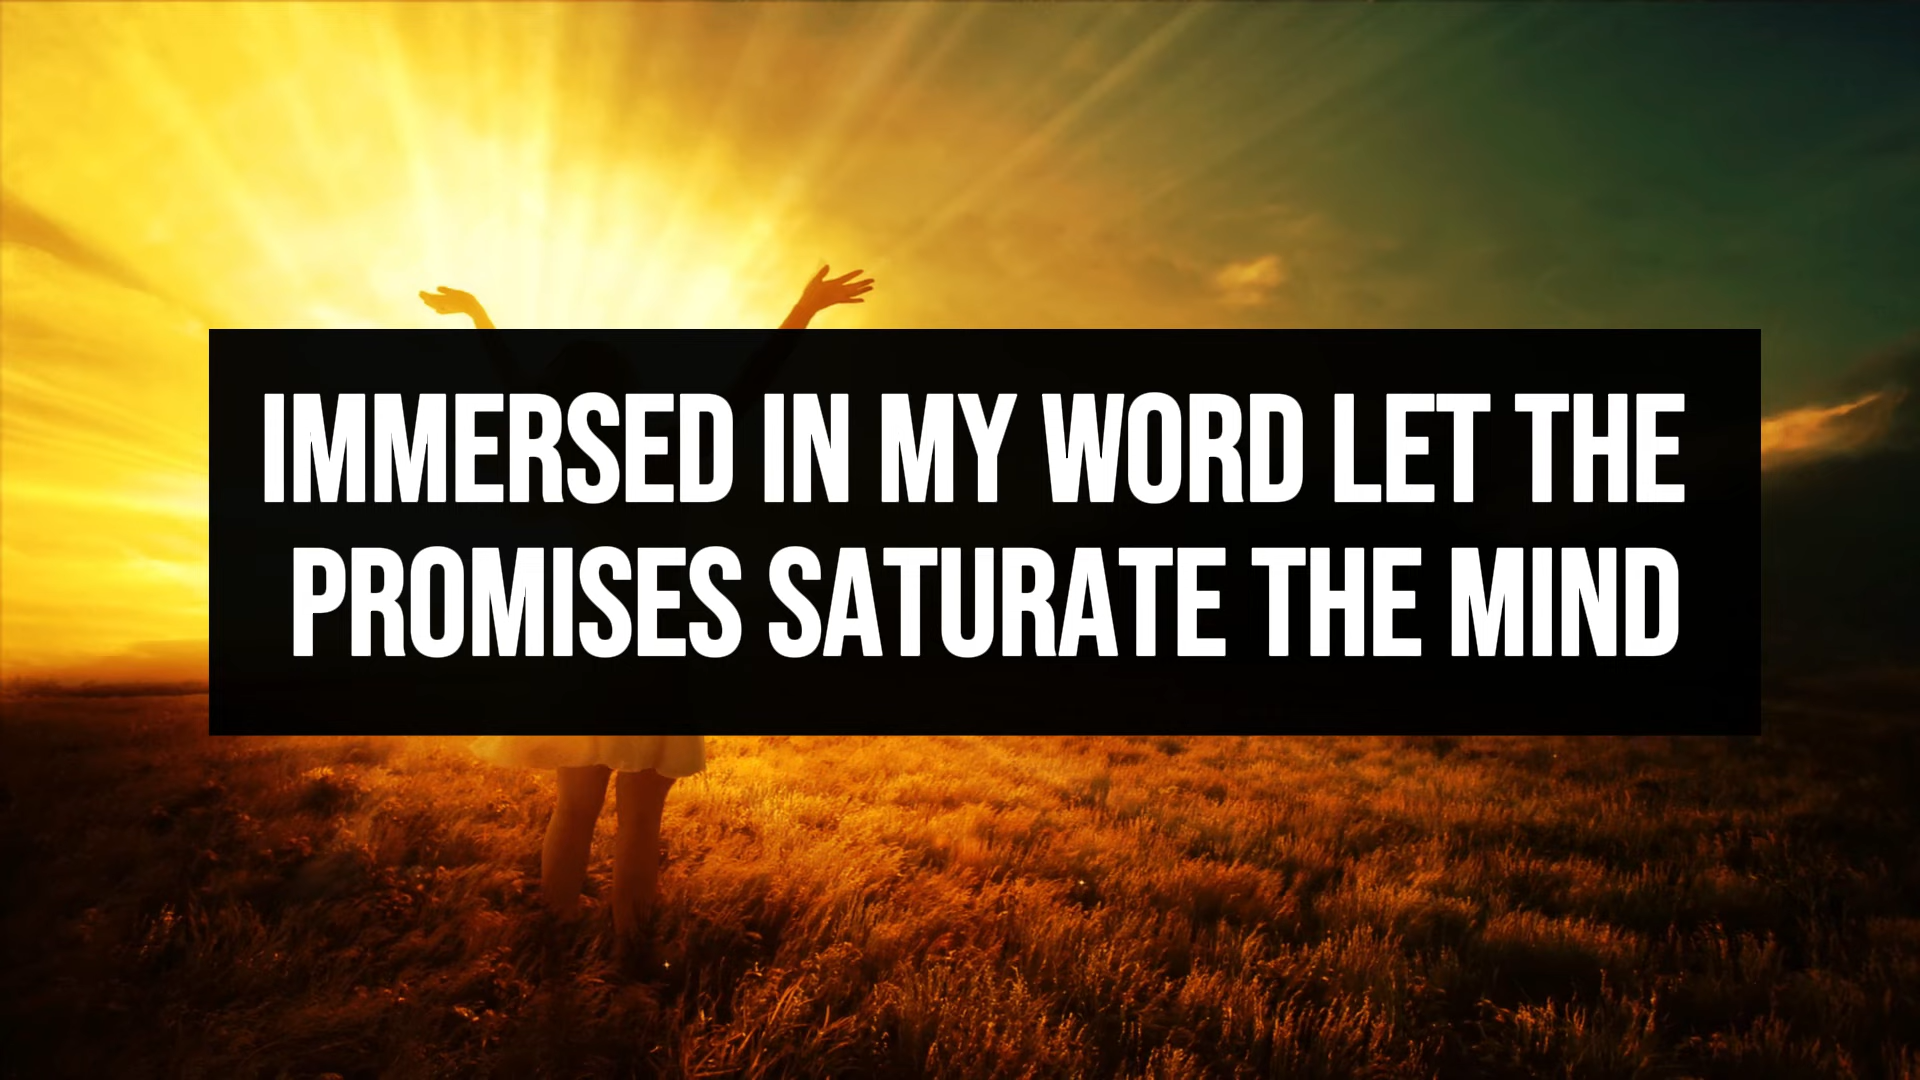 IMMERSED IN MY WORD LET THE
PROMISES SATURATE THE MIND